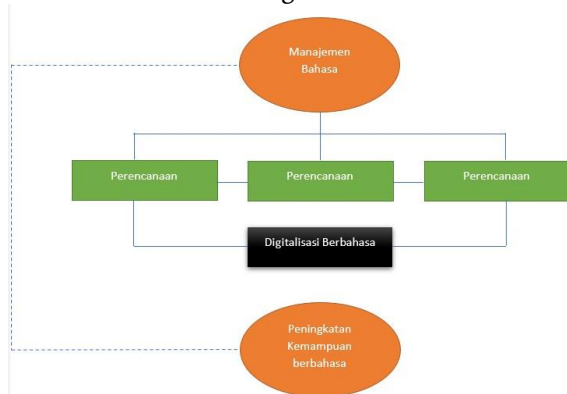 Manajemen
Bahasa
Perencanaan
Perencanaan
Perencanaan
Digitalisasi Berbahasa
Peningkatan
Kemampuan
berbahasa